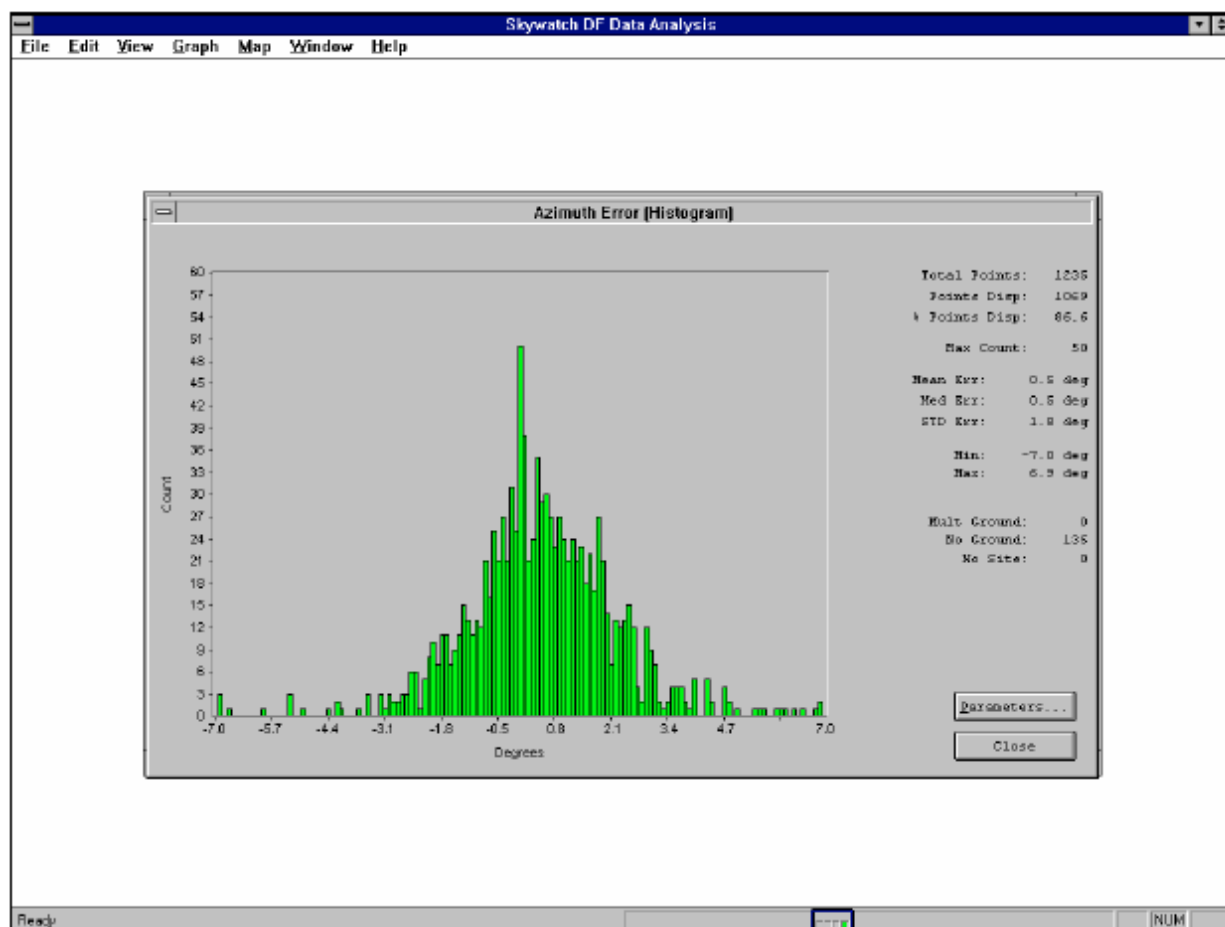 Skywatch DF Data Analysis
File Edit View Graph Map Window Help
Azimuth Error (Histogram)
60
57
54
51
48
45
42
39
36
33
30
27
24
21
18
15
12
9
6
3
0
Count
-7.0 -5.7 -4.4 -3.1 -1.8 -0.5 0.8 2.1 3.4 4.7 7.0
Degrees
Total Points: 1235
Points Disp: 1069
% Points Disp: 86.6
Max Count: 50
Mean Err: 0.5 deg
Med Err: 0.5 deg
STD Err: 1.8 deg
Min: -7.0 deg
Max: 6.9 deg
Mult Ground: 0
No Ground: 135
No Site: 0
Parameters...
Close
Ready
NUM